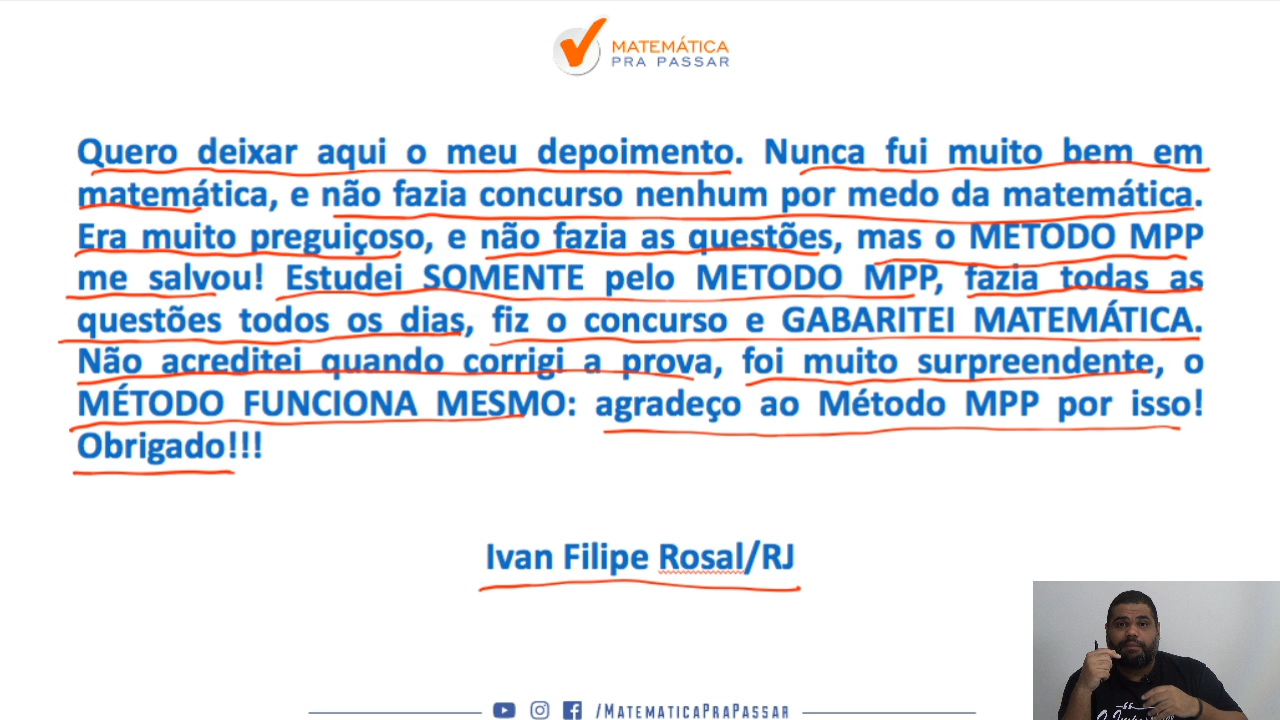 MATEMÁTICA
PRA PASSAR
Quero deixar aqui o meu depoimento. Nunca fui muito bem em
matemática, e não fazia concurso nenhum por medo da matemática.
Era muito preguiçoso, e não fazia as questões, mas o METODO MPP
me salvou! Estudei SOMENTE pelo METODO MPP, fazia todas as
questões todos os dias, fiz o concurso e GABARITEI MATEMÁTICA.
Não acreditei quando corrigi a prova, foi muito surpreendente, o
MÉTODO FUNCIONA MESMO: agradeço ao Método MPP por isso!
Obrigado!!!
Ivan Filipe Rosal/RJ
/MATEMATICAPRAPASSAR